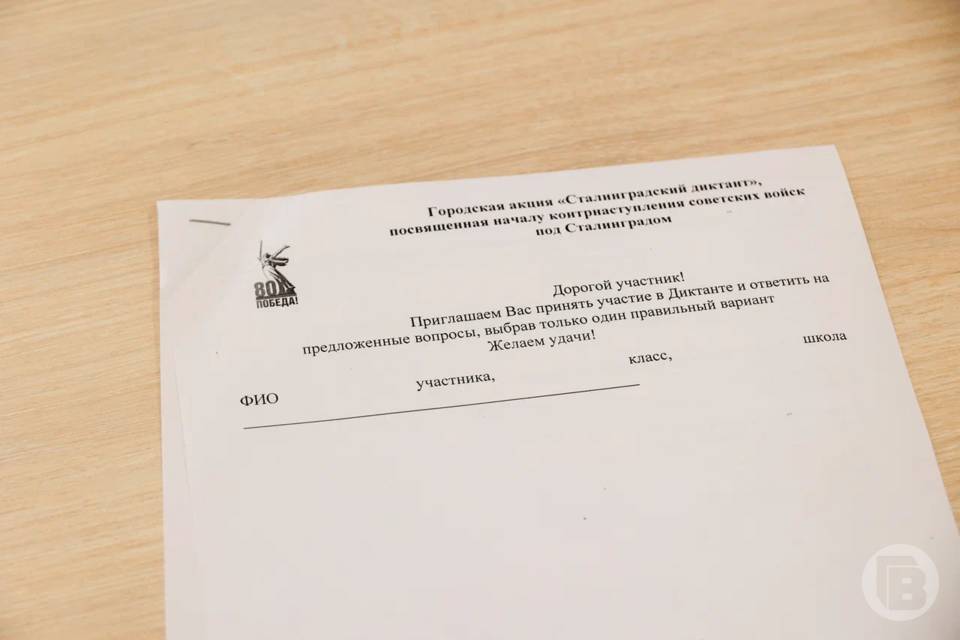 Городская акция «Сталинградский диктант»,
посвященная началу контрнаступления советских войск
под Сталинградом
80
ПОБЕДА!
Дорогой участник!
Приглашаем Вас принять участие в Диктанте и ответить на
предложенные вопросы, выбрав только один правильный вариант
Желаем удачи!
ФИО участника, класс, школа